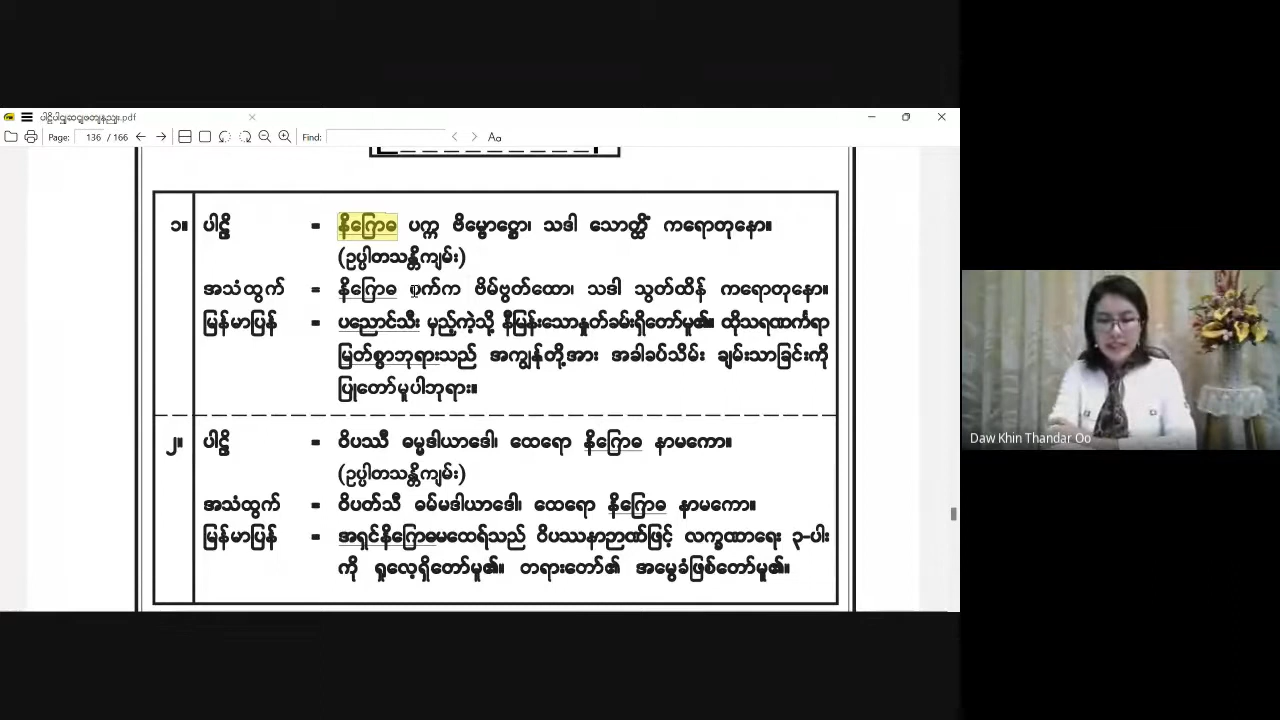 ပါဠိပါဌ်ဆင့်ဖတ်နည်း.pdf
Page: 136 / 166 Find: Aa
၁။ ပါဠိ = နိဂြောဓ ပက္က ဗိမ္ဗောဋ္ဌော၊ သဒါ သောတ္ထိံ ကရောတုနော။
(ဥပ္ပါတသန္တိကျမ်း)
အသံထွက် = နိဂြောဓ ပက်က ဗိမ်ဗွတ်ထော၊ သဒါ သွတ်ထိန် ကရောတုနော။
မြန်မာပြန် = ပညောင်သီး မှည့်ကဲ့သို့ နီမြန်းသောနှုတ်ခမ်းရှိတော်မူ၏။ ထိုသရဏင်္ကရာ
မြတ်စွာဘုရားသည် အကျွန်တို့အား အခါခပ်သိမ်း ချမ်းသာခြင်းကို
ပြုတော်မူပါဘုရား။
၂။ ပါဠိ = ဝိပဿီ ဓမ္မဒါယာဒေါ၊ ထေရော နိဂြောဓ နာမကော။
(ဥပ္ပါတသန္တိကျမ်း)
အသံထွက် = ဝိပတ်သီ ဓမ်မဒါယာဒေါ၊ ထေရော နိဂြောဓ နာမကော။
မြန်မာပြန် = အရှင်နိဂြောဓမထေရ်သည် ဝိပဿနာဉာဏ်ဖြင့် လက္ခဏာရေး ၃-ပါး
ကို ရှုလေ့ရှိတော်မူ၏။ တရားတော်၏ အမွေခံဖြစ်တော်မူ၏။
Daw Khin Thandar Oo